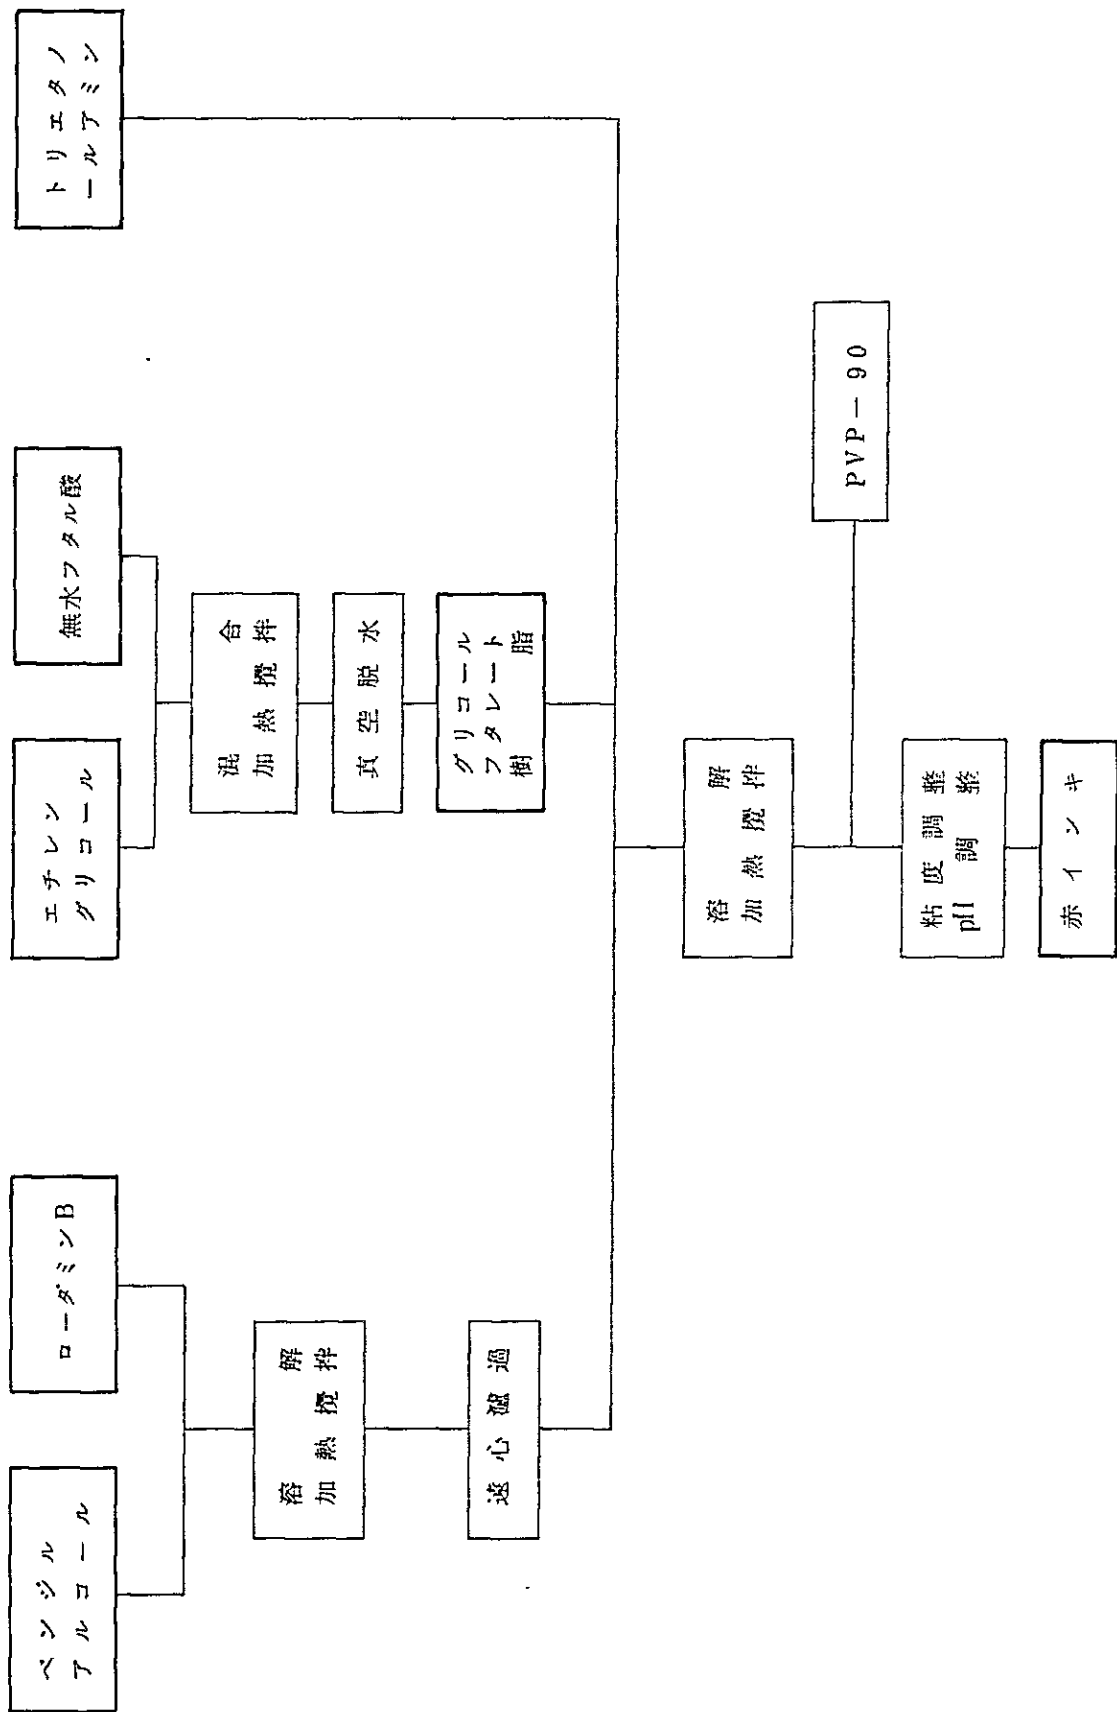 ベンジル
アルコール
ローダミンB
エチレン
グリコール
無水フタル酸
トリエタノ
ールアミン
溶解
加熱攪拌
遠心濾過
混合
加熱攪拌
真空脱水
グリコール
フタレート
樹脂
溶解
加熱攪拌
PVP-90
粘度調整
pH調整
赤インキ